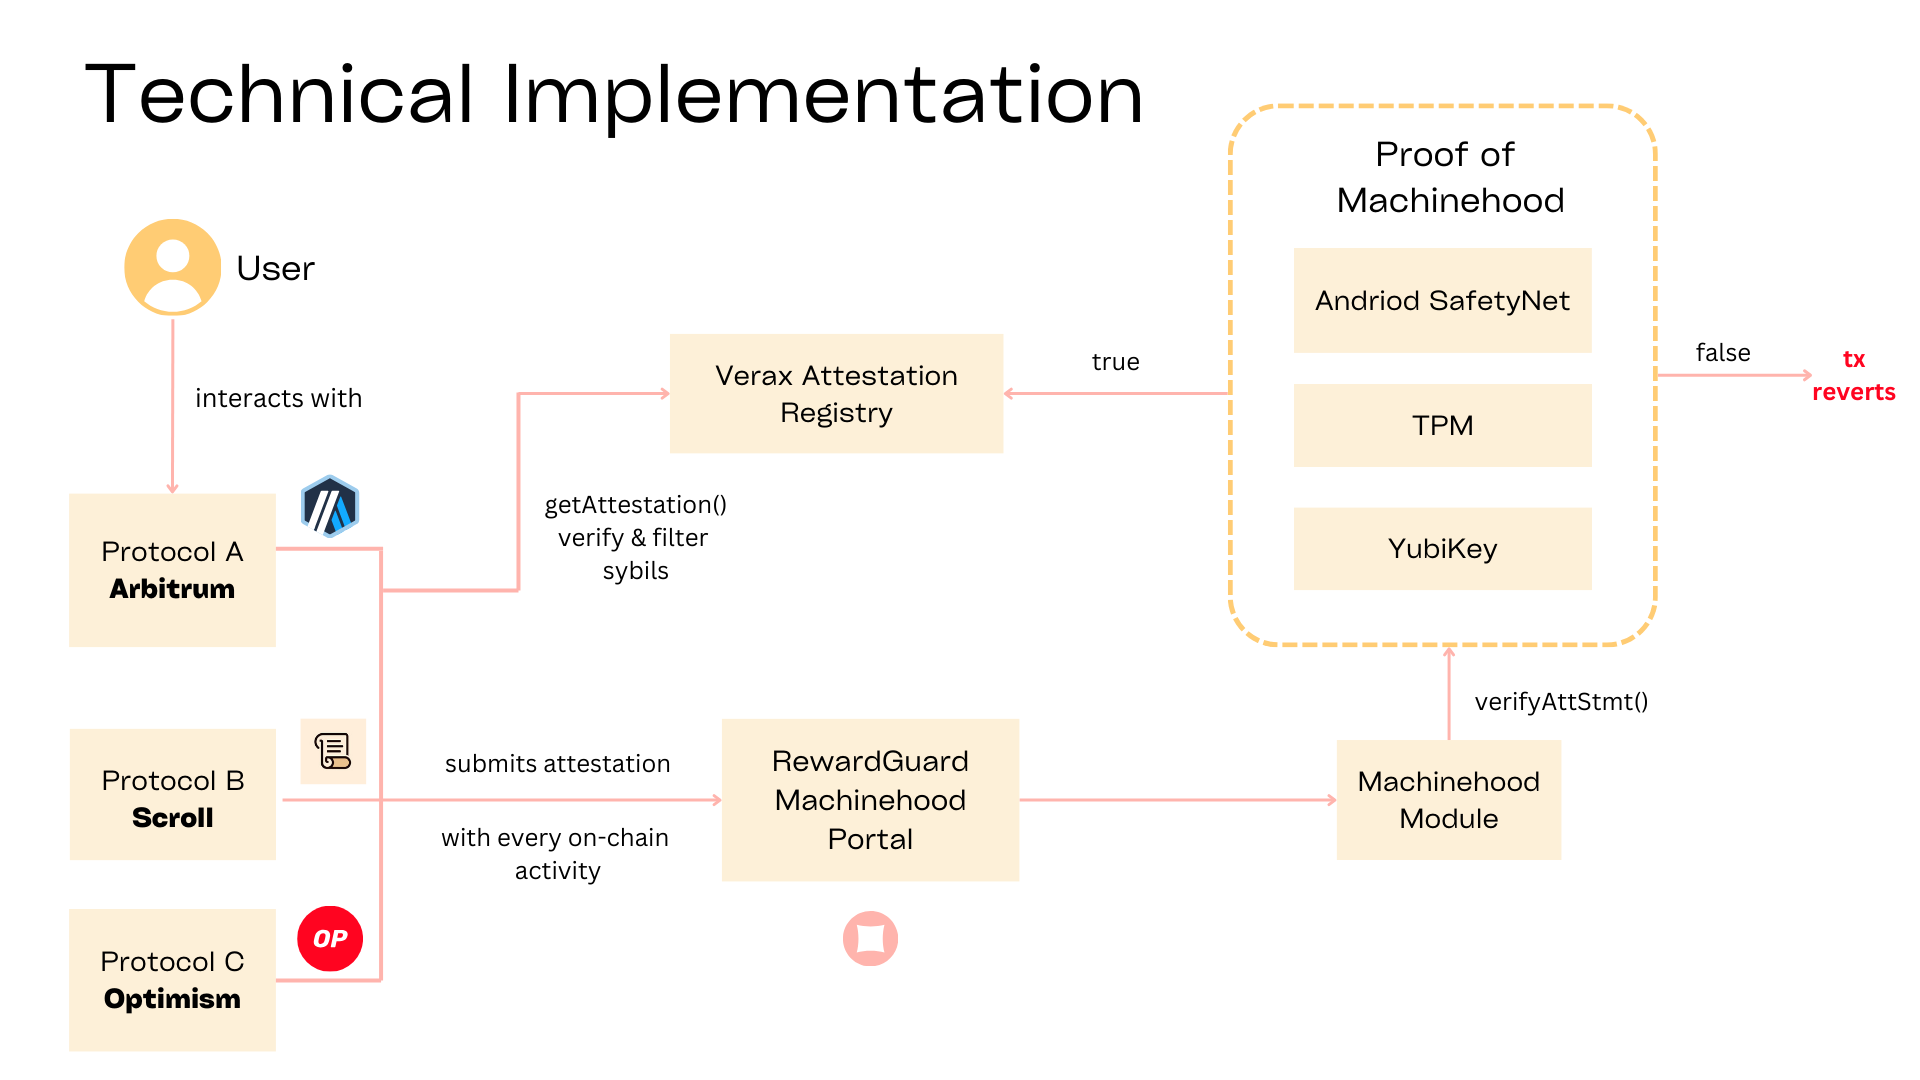 Technical Implementation
User
interacts with
Protocol A
Arbitrum
Protocol B
Scroll
Protocol C
Optimism
OP
getAttestation()
verify & filter
sybils
submits attestation
with every on-chain
activity
Verax Attestation
Registry
RewardGuard
Machinehood
Portal
true
Proof of
Machinehood
Andriod SafetyNet
TPM
YubiKey
verifyAttStmt()
Machinehood
Module
false
tx
reverts